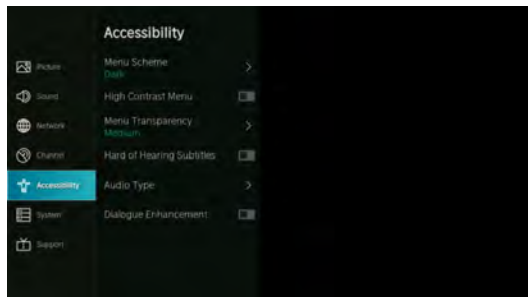 Accessibility
Picture
Sound
Network
Channel
Accessibility
System
Support
Menu Scheme
Dark
High Contrast Menu
Menu Transparency
Medium
Hard of Hearing Subtitles
Audio Type
Dialogue Enhancement